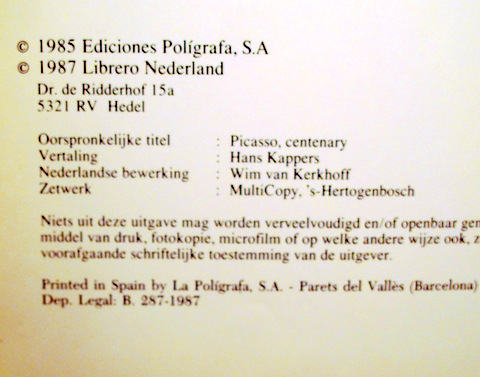 © 1985 Ediciones Polígrafa, S.A
© 1987 Librero Nederland
Dr. de Ridderhof 15a
5321 RV Hedel
Oorspronkelijke titel : Picasso, centenary
Vertaling : Hans Kappers
Nederlandse bewerking : Wim van Kerkhoff
Zetwerk : MultiCopy, 's-Hertogenbosch
Niets uit deze uitgave mag worden verveelvoudigd en/of openbaar gem
middel van druk, fotokopie, microfilm of op welke andere wijze ook, z
voorafgaande schriftelijke toestemming van de uitgever.
Printed in Spain by La Polígrafa, S.A. - Parets del Vallès (Barcelona)
Dep. Legal: B. 287-1987